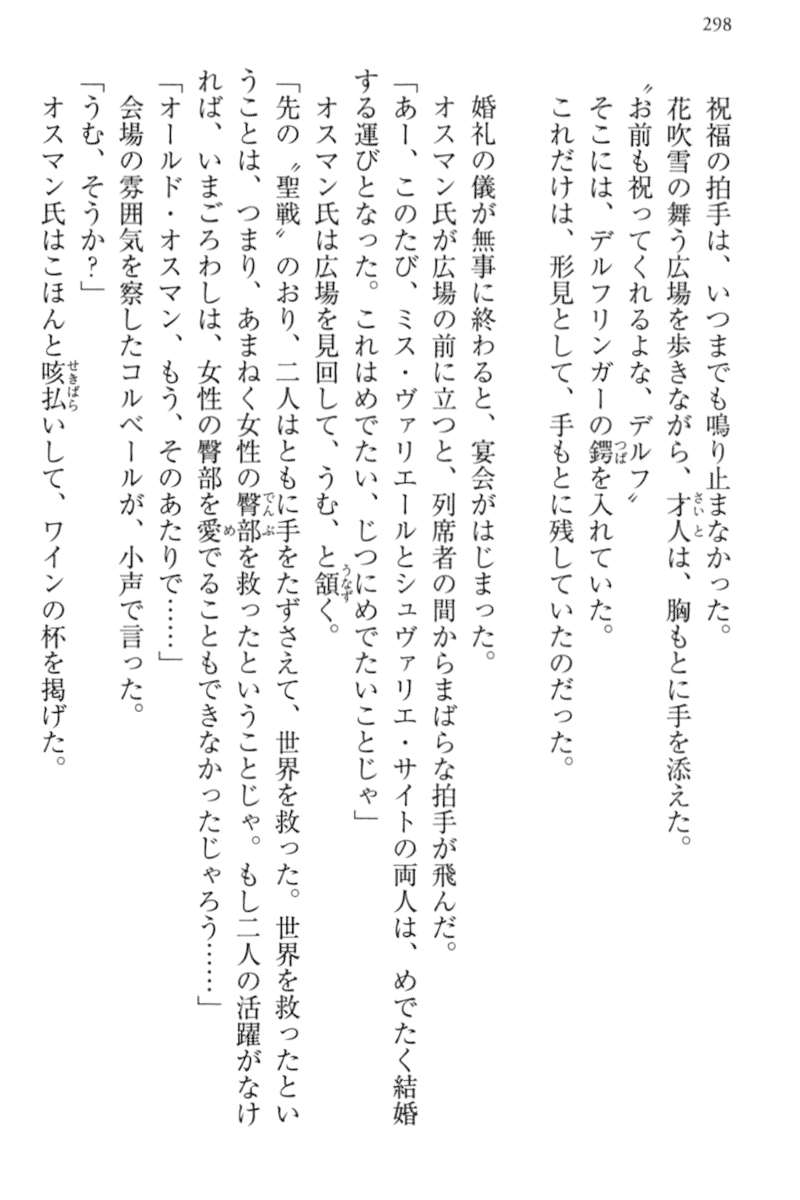 298
祝福の拍手は、いつまでも鳴り止まなかった。
花吹雪の舞う広場を歩きながら、才人は、胸もとに手を添えた。
〝お前も祝ってくれるよな、デルフ〟
そこには、デルフリンガーの鍔を入れていた。
これだけは、形見として、手もとに残していたのだった。
婚礼の儀が無事に終わると、宴会がはじまった。
オスマン氏が広場の前に立つと、列席者の間からまばらな拍手が飛んだ。
「あー、このたび、ミス・ヴァリエールとシュヴァリエ・サイトの両人は、めでたく結婚
する運びとなった。これはめでたい、じつにめでたいことじゃ」
オスマン氏は広場を見回して、うむ、と頷く。
「先の〝聖戦〟のおり、二人はともに手をたずさえて、世界を救った。世界を救ったとい
うことは、つまり、あまねく女性の臀部を救ったということじゃ。もし二人の活躍がなけ
れば、いまごろわしは、女性の臀部を愛でることもできなかったじゃろう……」
「オールド・オスマン、もう、そのあたりで……」
会場の雰囲気を察したコルベールが、小声で言った。
「うむ、そうか？」
オスマン氏はこほんと咳払いして、ワインの杯を掲げた。